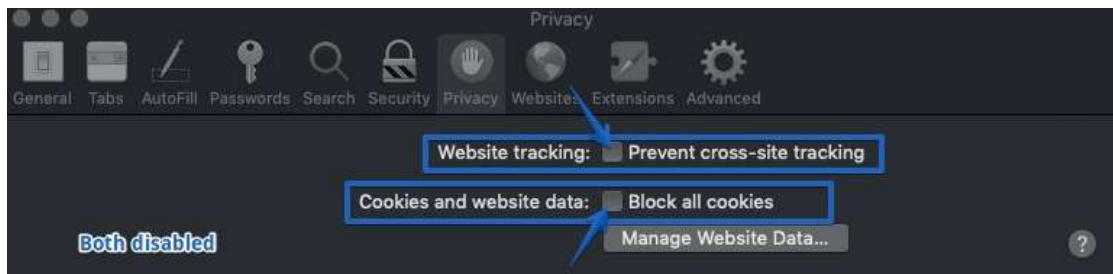 Privacy
General Tabs AutoFill Passwords Search Security Privacy Websites Extensions Advanced
Website tracking: Prevent cross-site tracking
Cookies and website data: Block all cookies
Manage Website Data...
Both disabled
?